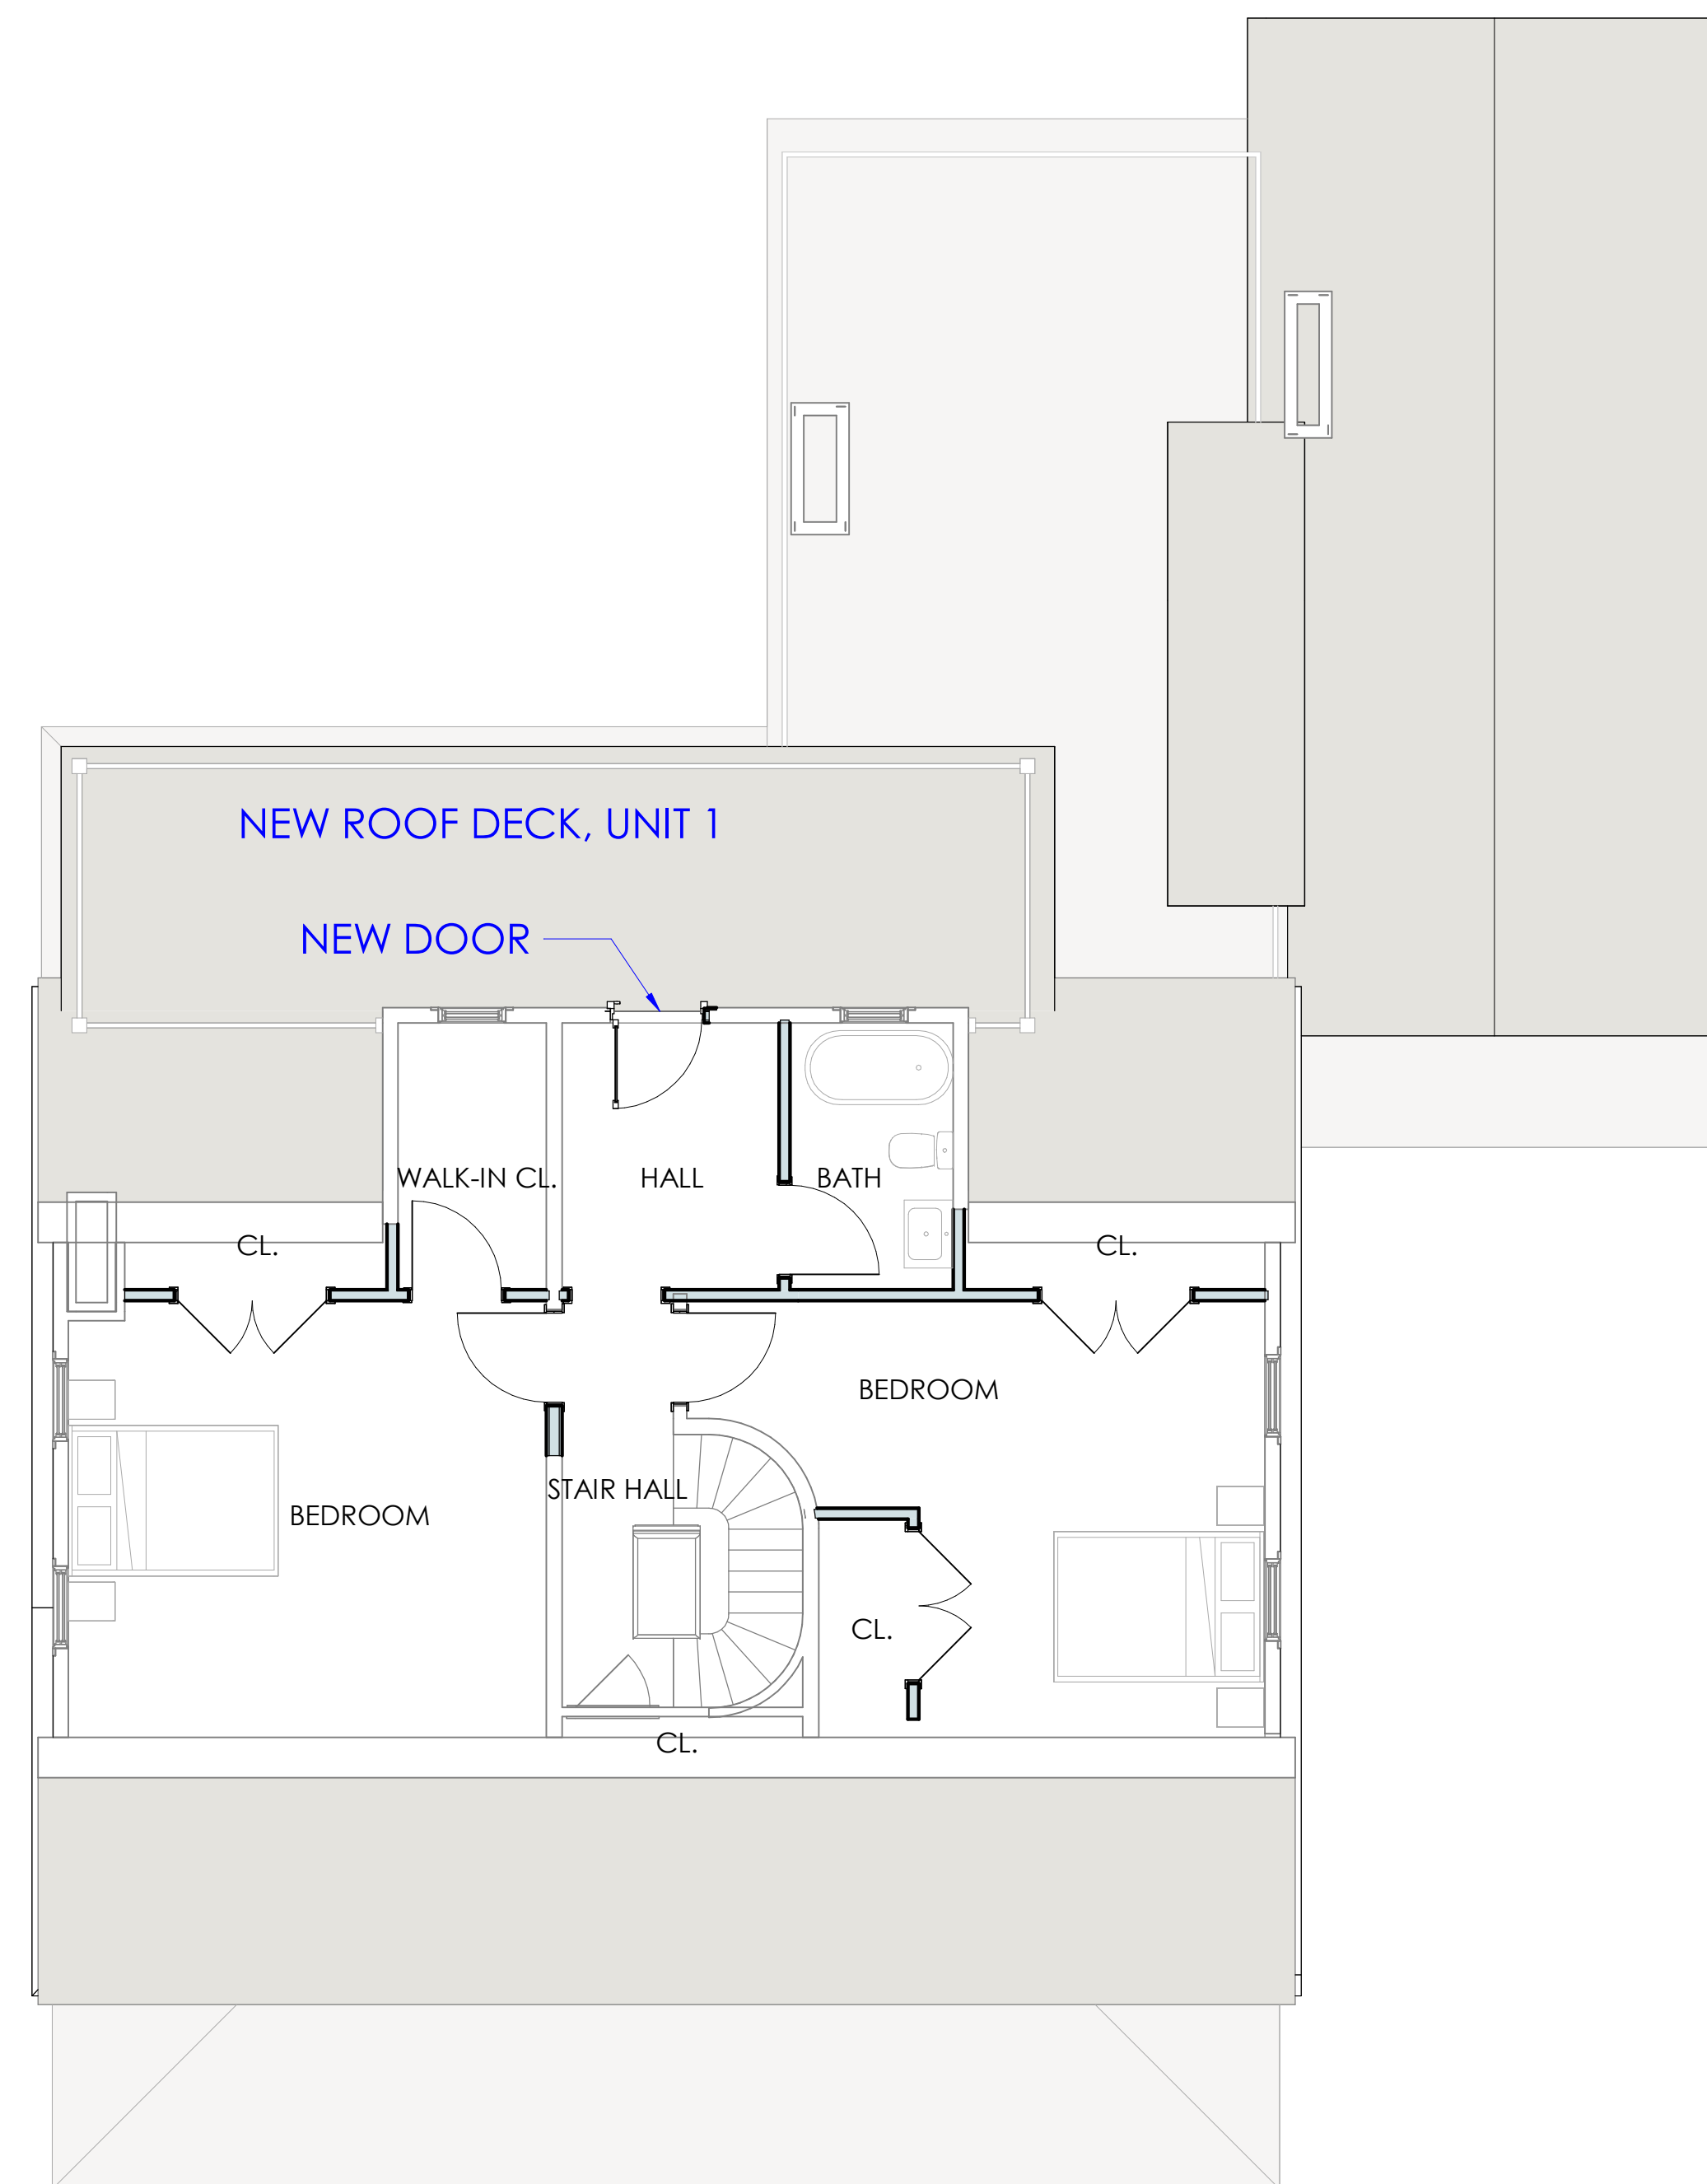 NEW ROOF DECK, UNIT 1
NEW DOOR
WALK-IN CL.
HALL
BATH
CL.
CL.
BEDROOM
STAIR HALL
BEDROOM
CL.
CL.